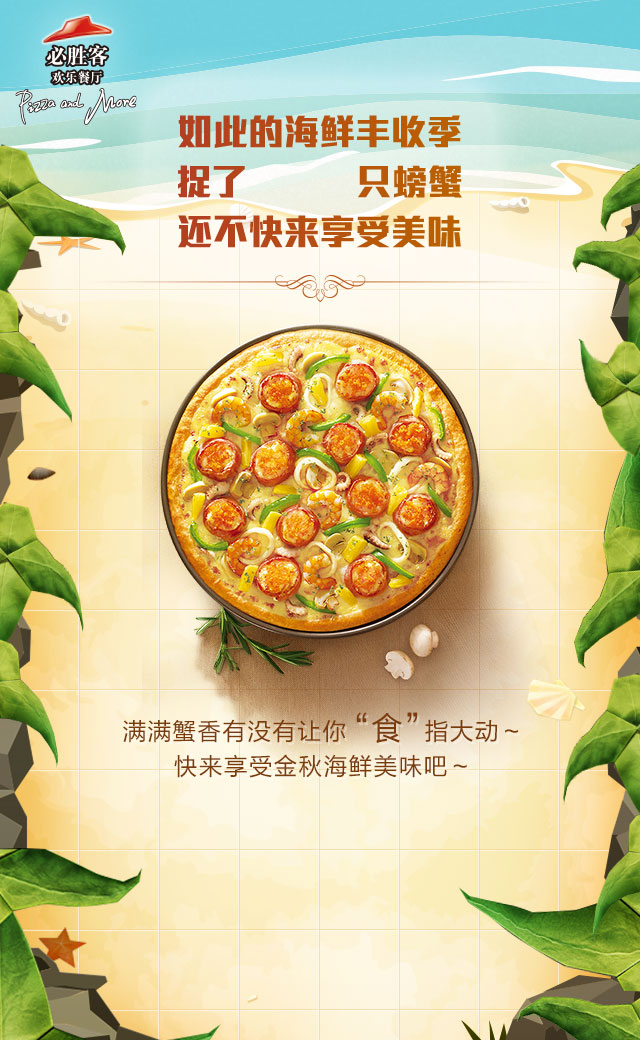 必胜客
欢乐餐厅
Pizza and More
如此的海鲜丰收季
捉了 只螃蟹
还不快来享受美味
满满蟹香有没有让你“食”指大动~
快来享受金秋海鲜美味吧~